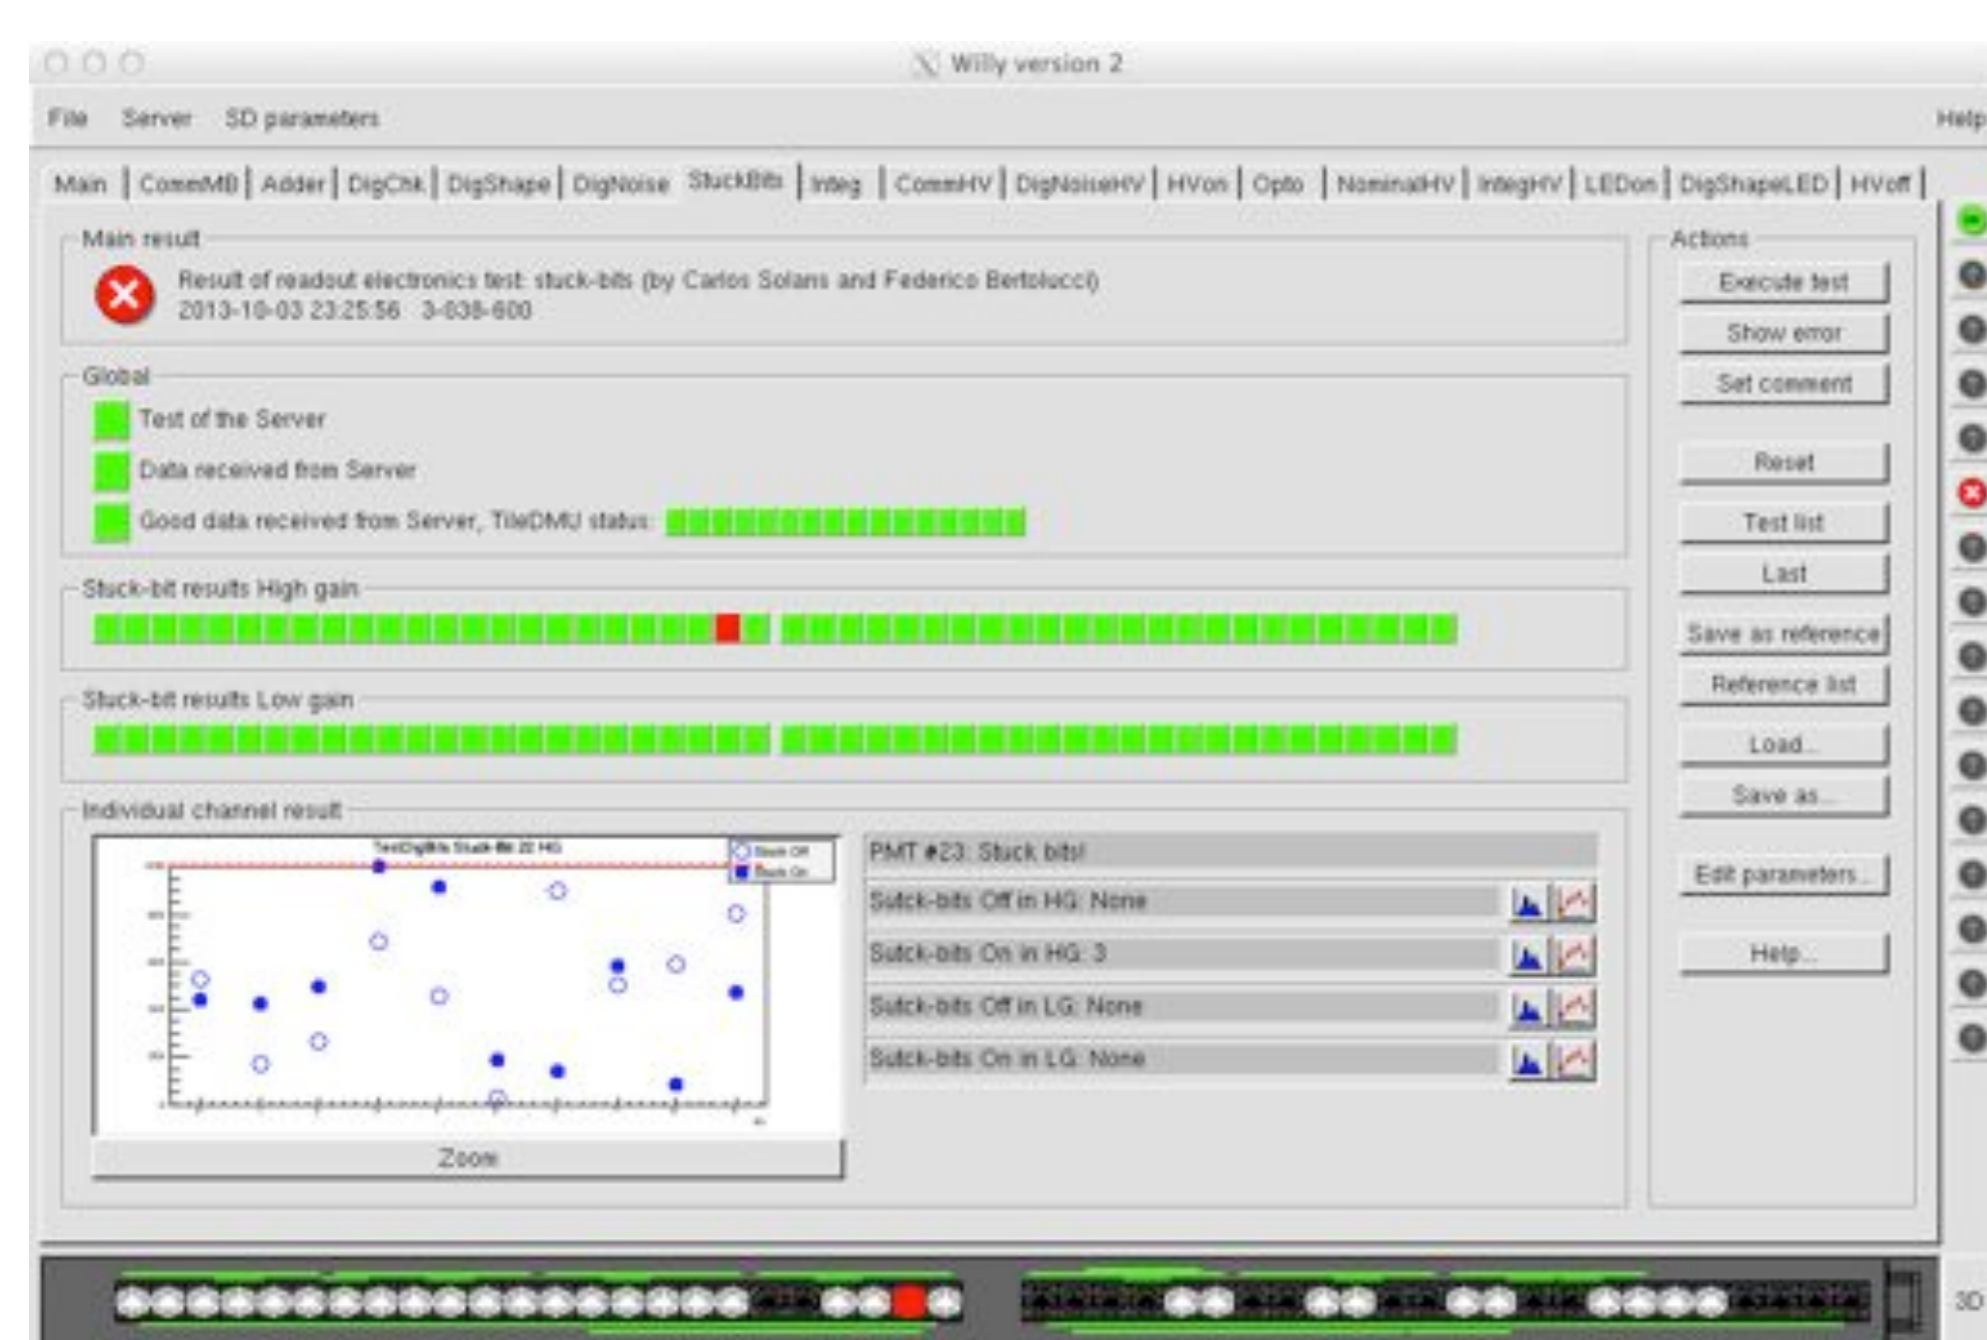 Willy version 2
File Server SD parameters Help
Main CommMB Adder DigChk DigShape DigNoise StuckBits Integ CommHV DigNoiseHV HVon Opto NominalHV IntegHV LEDon DigShapeLED HVoff
Main result
Result of readout electronics test: stuck-bits (by Carlos Solans and Federico Bertolucci)
2013-10-03 23:25:56 3-038-600
Global
Test of the Server
Data received from Server
Good data received from Server, TileDMU status:
Stuck-bit results High gain
Stuck-bit results Low gain
Individual channel result
Stuck Off
Stuck On
Zoom
PMT #23: Stuck bits!
Sutck-bits Off in HG: None
Sutck-bits On in HG: 3
Sutck-bits Off in LG: None
Sutck-bits On in LG: None
Actions
Execute test
Show error
Set comment
Reset
Test list
Last
Save as reference
Reference list
Load...
Save as...
Edit parameters...
Help...
3D